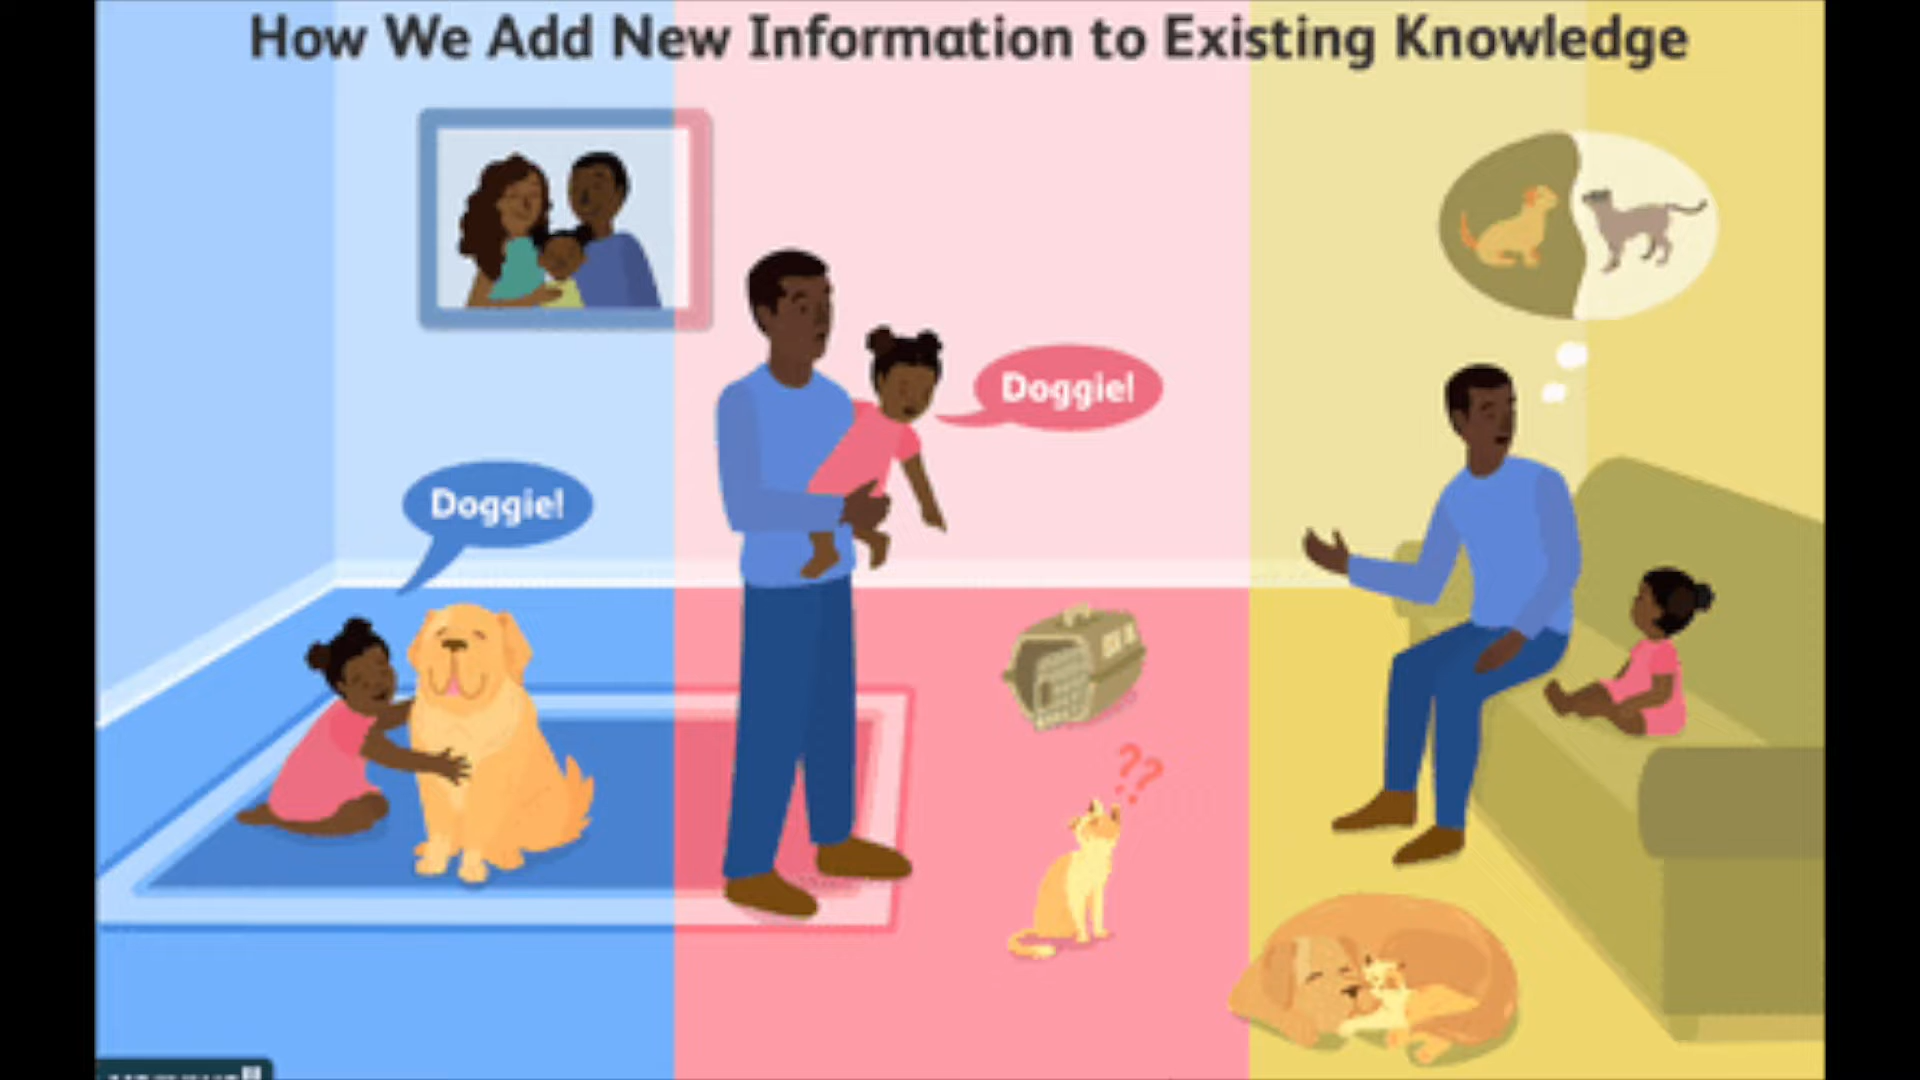 How We Add New Information to Existing Knowledge
Doggie!
Doggie!
??